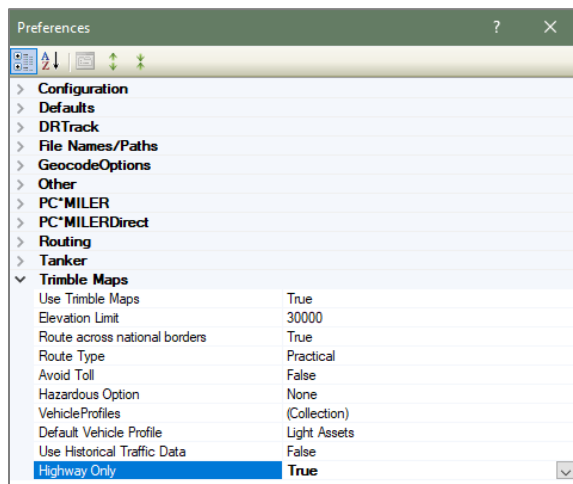 Preferences ?
Configuration
Defaults
DRTrack
File Names/Paths
GeocodeOptions
Other
PC*MILER
PC*MILERDirect
Routing
Tanker
Trimble Maps
Use Trimble Maps True
Elevation Limit 30000
Route across national borders True
Route Type Practical
Avoid Toll False
Hazardous Option None
VehicleProfiles (Collection)
Default Vehicle Profile Light Assets
Use Historical Traffic Data False
Highway Only True